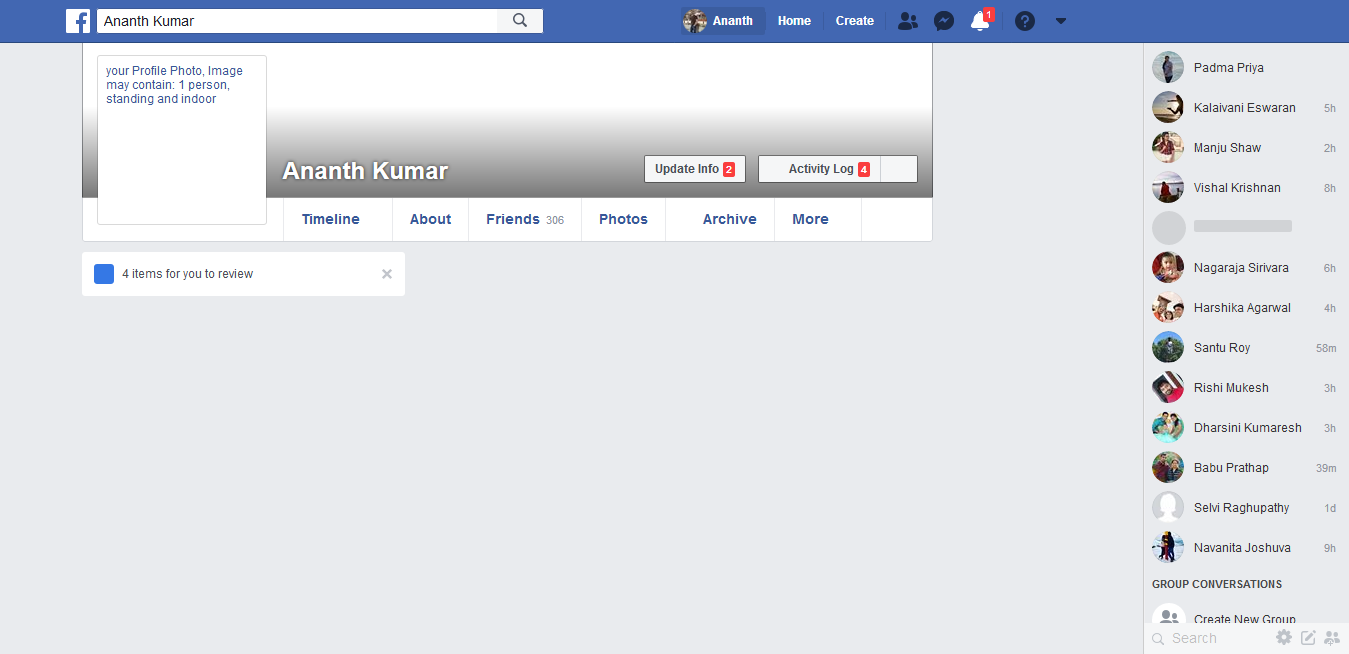 Ananth Kumar
Ananth
Home
Create
1
your Profile Photo, Image
may contain: 1 person,
standing and indoor
Ananth Kumar
Update Info 2
Activity Log 4
Timeline
About
Friends 306
Photos
Archive
More
4 items for you to review
Padma Priya
Kalaivani Eswaran 5h
Manju Shaw 2h
Vishal Krishnan 8h
Nagaraja Sirivara 6h
Harshika Agarwal 4h
Santu Roy 58m
Rishi Mukesh 3h
Dharsini Kumaresh 3h
Babu Prathap 39m
Selvi Raghupathy 1d
Navanita Joshuva 9h
GROUP CONVERSATIONS
Create New Group
Search